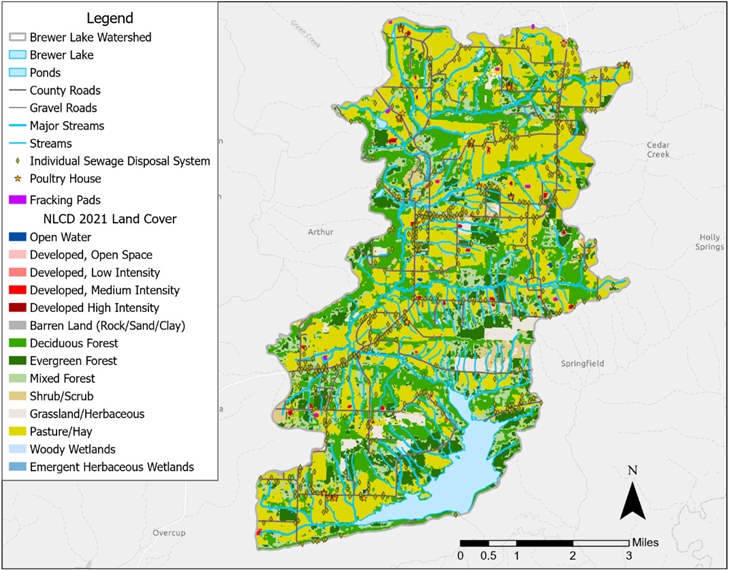 Legend
Brewer Lake Watershed
Brewer Lake
Ponds
County Roads
Gravel Roads
Major Streams
Streams
Individual Sewage Disposal System
Poultry House
Fracking Pads
NLCD 2021 Land Cover
Open Water
Developed, Open Space
Developed, Low Intensity
Developed, Medium Intensity
Developed High Intensity
Barren Land (Rock/Sand/Clay)
Deciduous Forest
Evergreen Forest
Mixed Forest
Shrub/Scrub
Grassland/Herbaceous
Pasture/Hay
Woody Wetlands
Emergent Herbaceous Wetlands
Green Creek
Cedar
Creek
Arthur
Holly
Springs
Springfield
Overcup
N
0 0.5 1 2 3 Miles